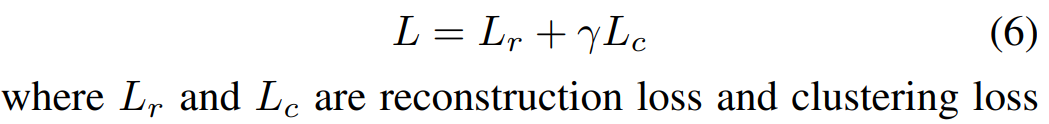 L = L_r + γL_c (6)
where L_r and L_c are reconstruction loss and clustering loss